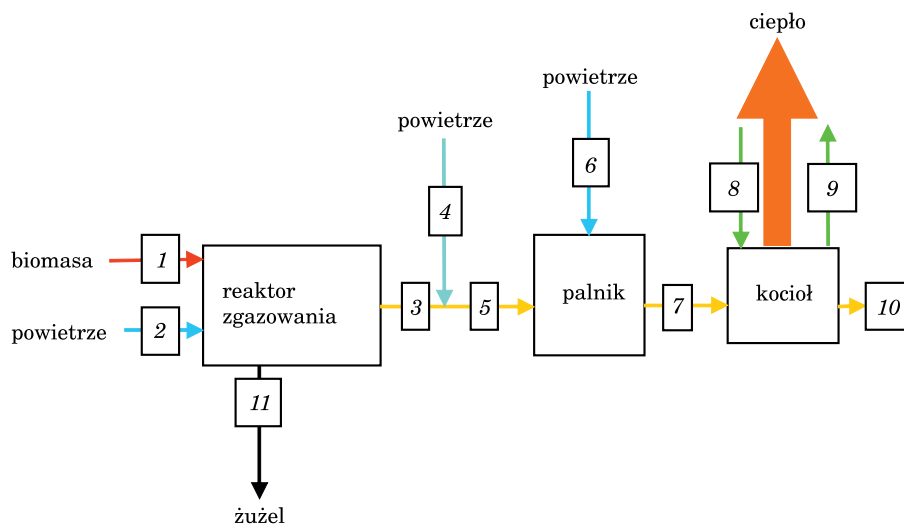 ciepło
powietrze
powietrze
6
8
9
4
biomasa
1
reaktor
zgazowania
powietrze
2
3
5
palnik
7
kocioł
10
11
żużel